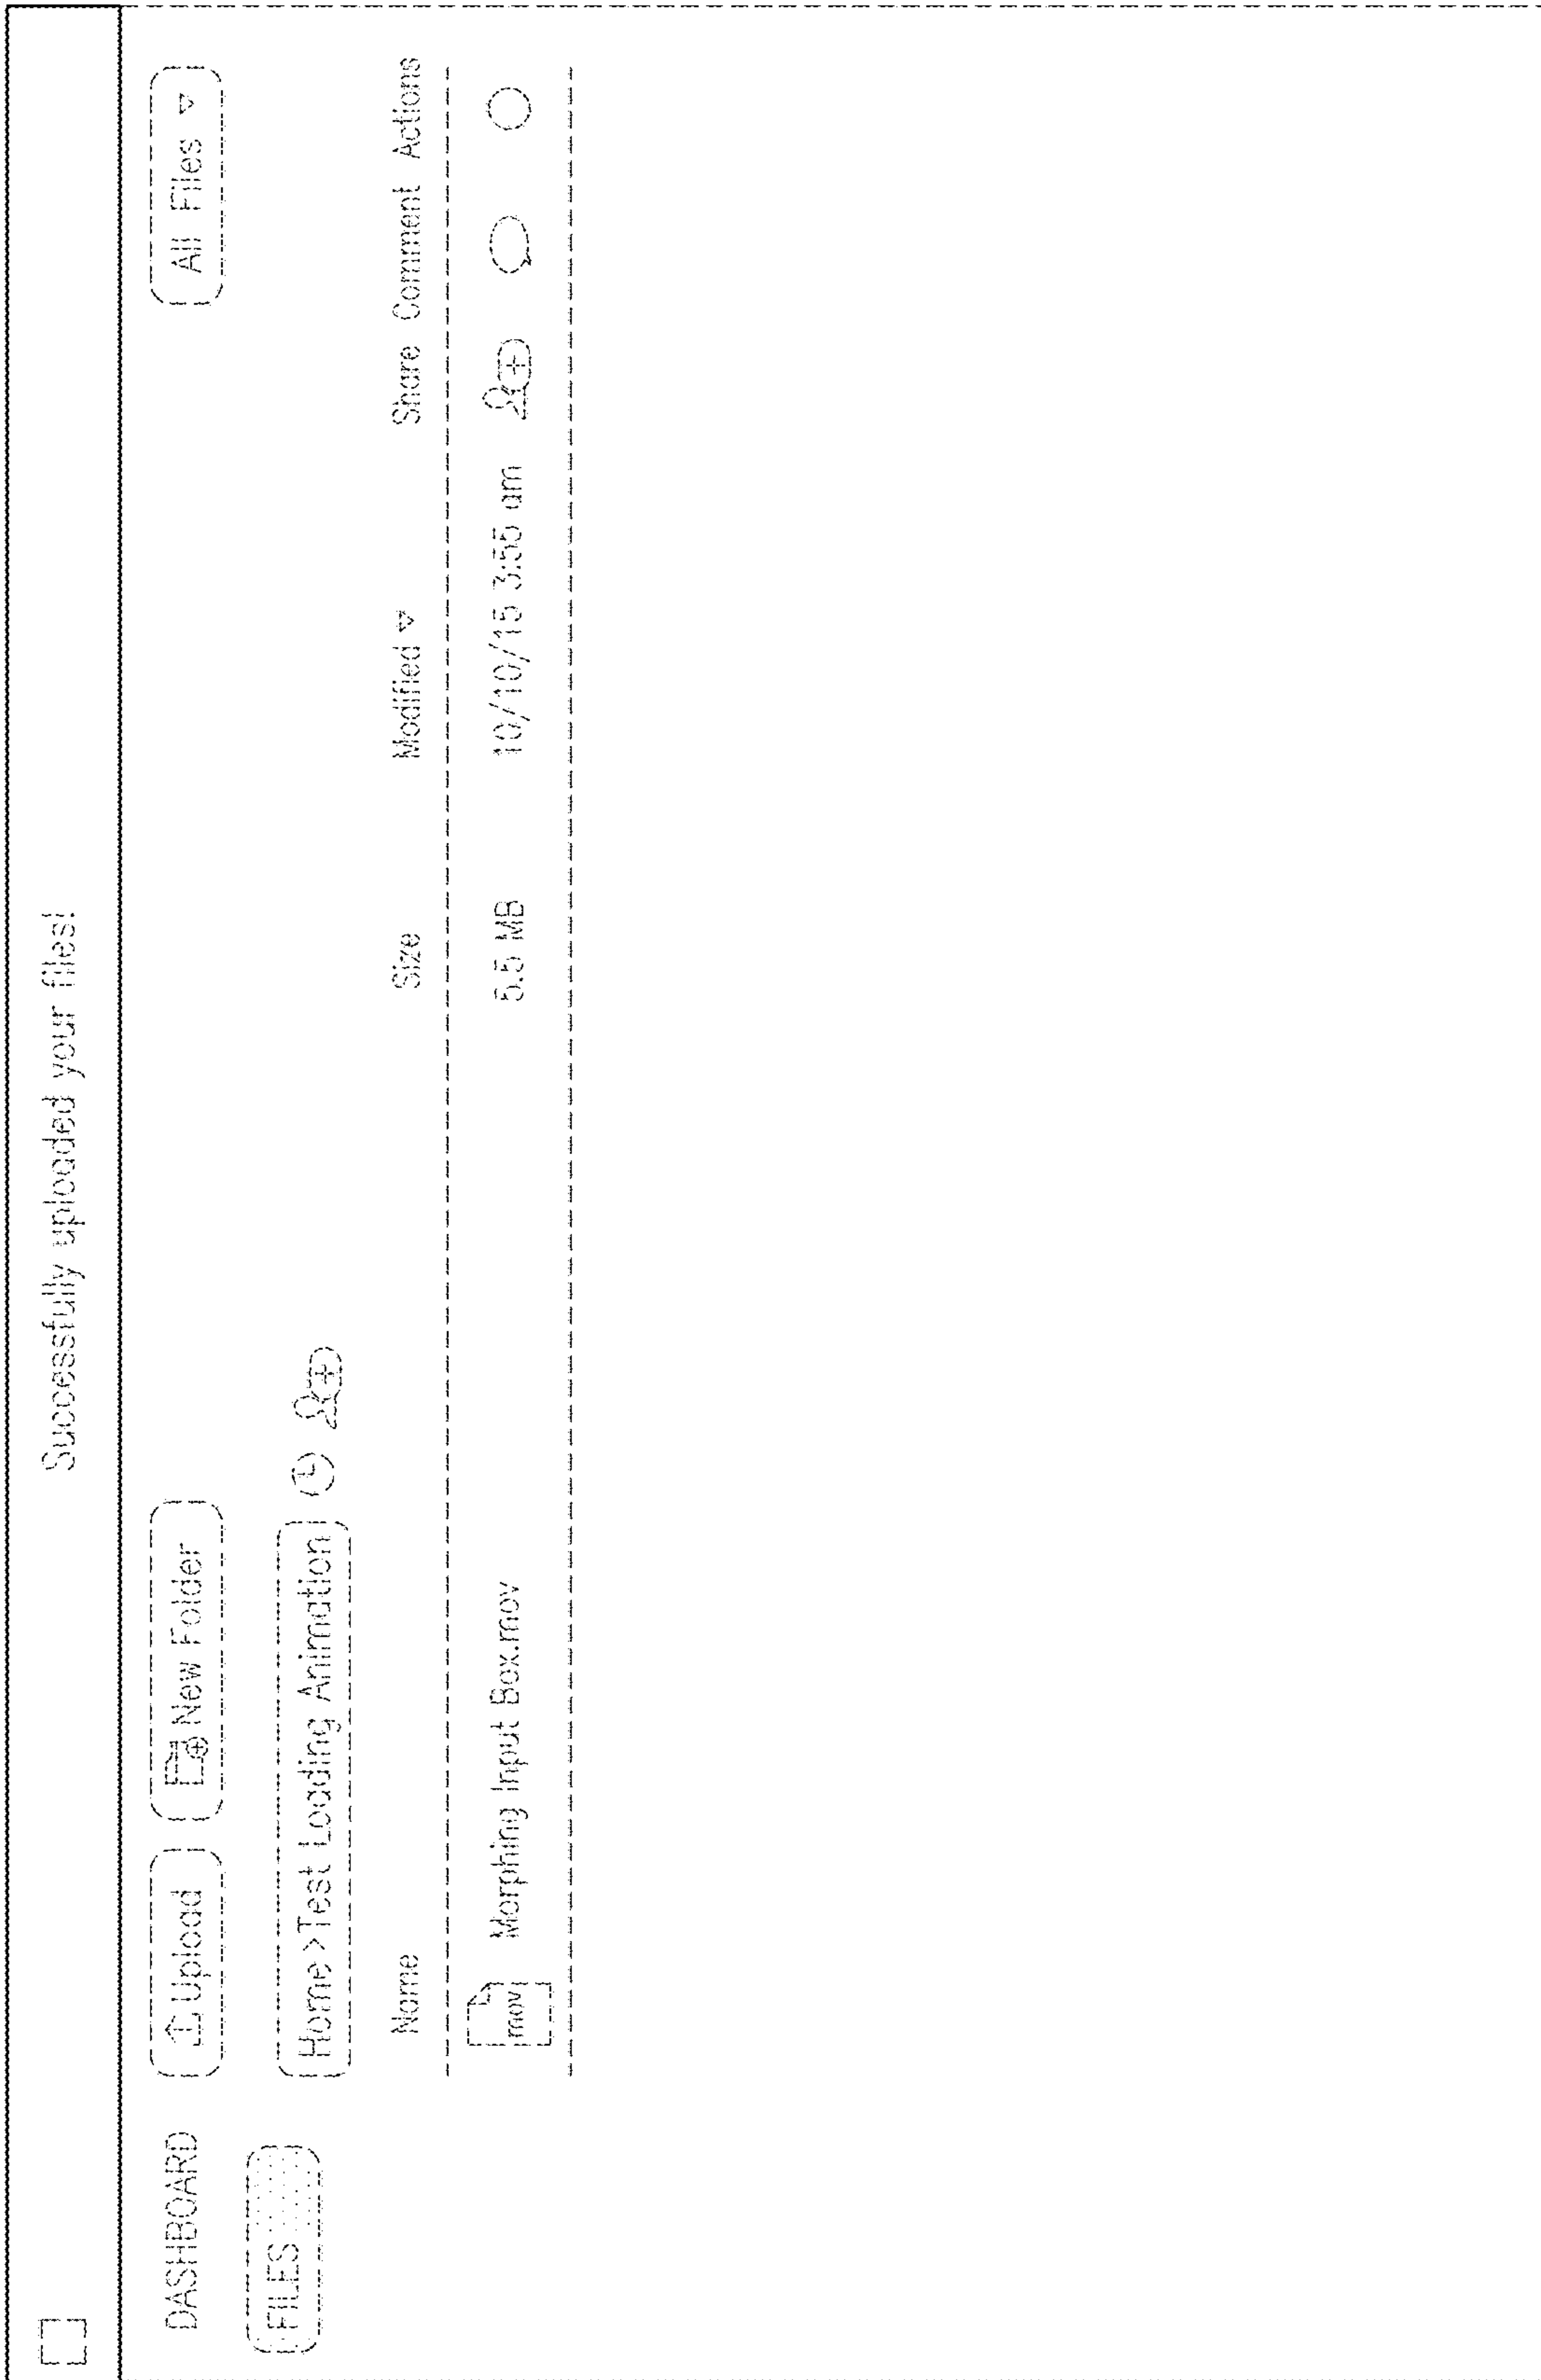 Successfully uploaded your files!
DASHBOARD
Upload
New Folder
All Files
FILES
Home>Test Loading Animation
Name Size Modified Share Comment Actions
mov Morphing Input Box.mov 5.5 MB 10/10/15 3:55 am